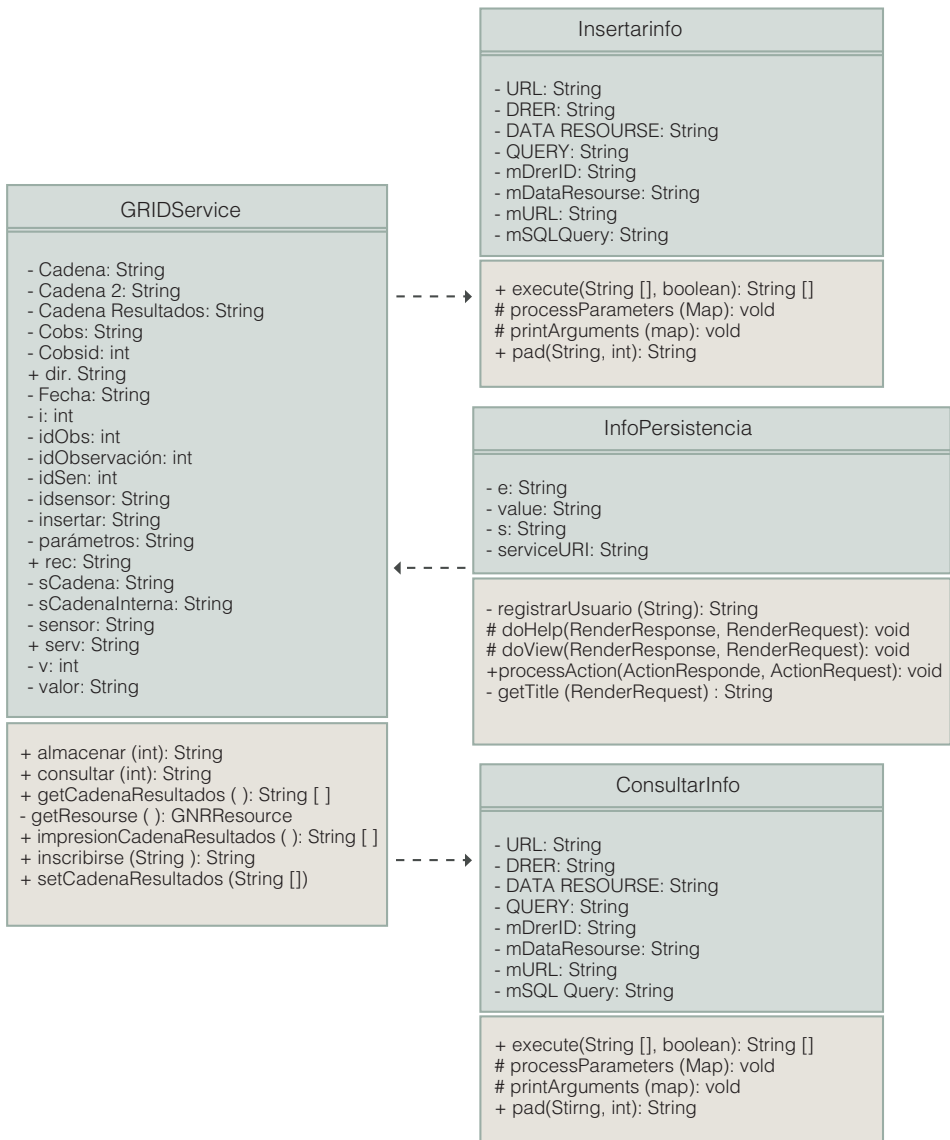 Insertarinfo
- URL: String
- DRER: String
- DATA RESOURSE: String
- QUERY: String
- mDrerID: String
- mDataResourse: String
- mURL: String
- mSQLQuery: String
+ execute(String [], boolean): String []
# processParameters (Map): vold
# printArguments (map): vold
+ pad(String, int): String
GRIDService
- Cadena: String
- Cadena 2: String
- Cadena Resultados: String
- Cobs: String
- Cobsid: int
+ dir. String
- Fecha: String
- i: int
- idObs: int
- idObservación: int
- idSen: int
- idsensor: String
- insertar: String
- parámetros: String
+ rec: String
- sCadena: String
- sCadenaInterna: String
- sensor: String
+ serv: String
- v: int
- valor: String
+ almacenar (int): String
+ consultar (int): String
+ getCadenaResultados ( ): String [ ]
- getResourse ( ): GNRResource
+ impresionCadenaResultados ( ): String [ ]
+ inscribirse (String ): String
+ setCadenaResultados (String [])
InfoPersistencia
- e: String
- value: String
- s: String
- serviceURI: String
- registrarUsuario (String): String
# doHelp(RenderResponse, RenderRequest): void
# doView(RenderResponse, RenderRequest): void
+processAction(ActionResponde, ActionRequest): void
- getTitle (RenderRequest) : String
ConsultarInfo
- URL: String
- DRER: String
- DATA RESOURSE: String
- QUERY: String
- mDrerID: String
- mDataResourse: String
- mURL: String
- mSQL Query: String
+ execute(String [], boolean): String []
# processParameters (Map): vold
# printArguments (map): vold
+ pad(Stirng, int): String